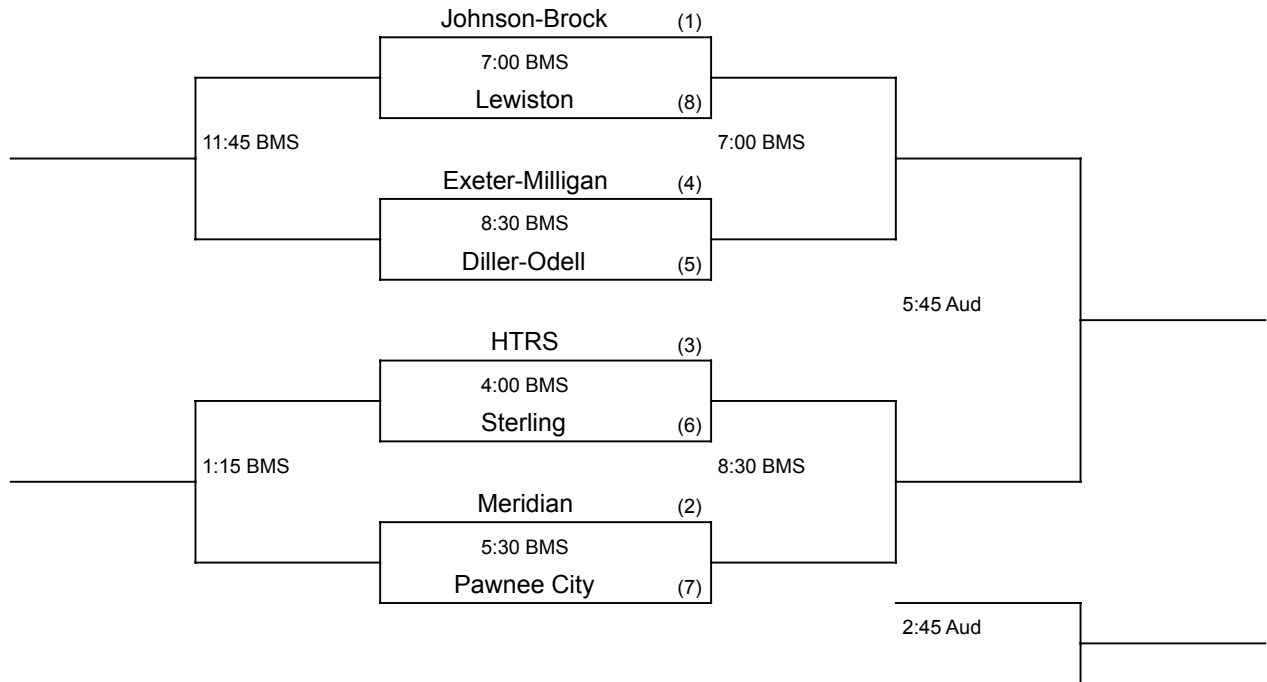 Johnson-Brock (1)
7:00 BMS
Lewiston (8)
11:45 BMS
7:00 BMS
Exeter-Milligan (4)
8:30 BMS
Diller-Odell (5)
5:45 Aud
HTRS (3)
4:00 BMS
Sterling (6)
1:15 BMS
8:30 BMS
Meridian (2)
5:30 BMS
Pawnee City (7)
2:45 Aud